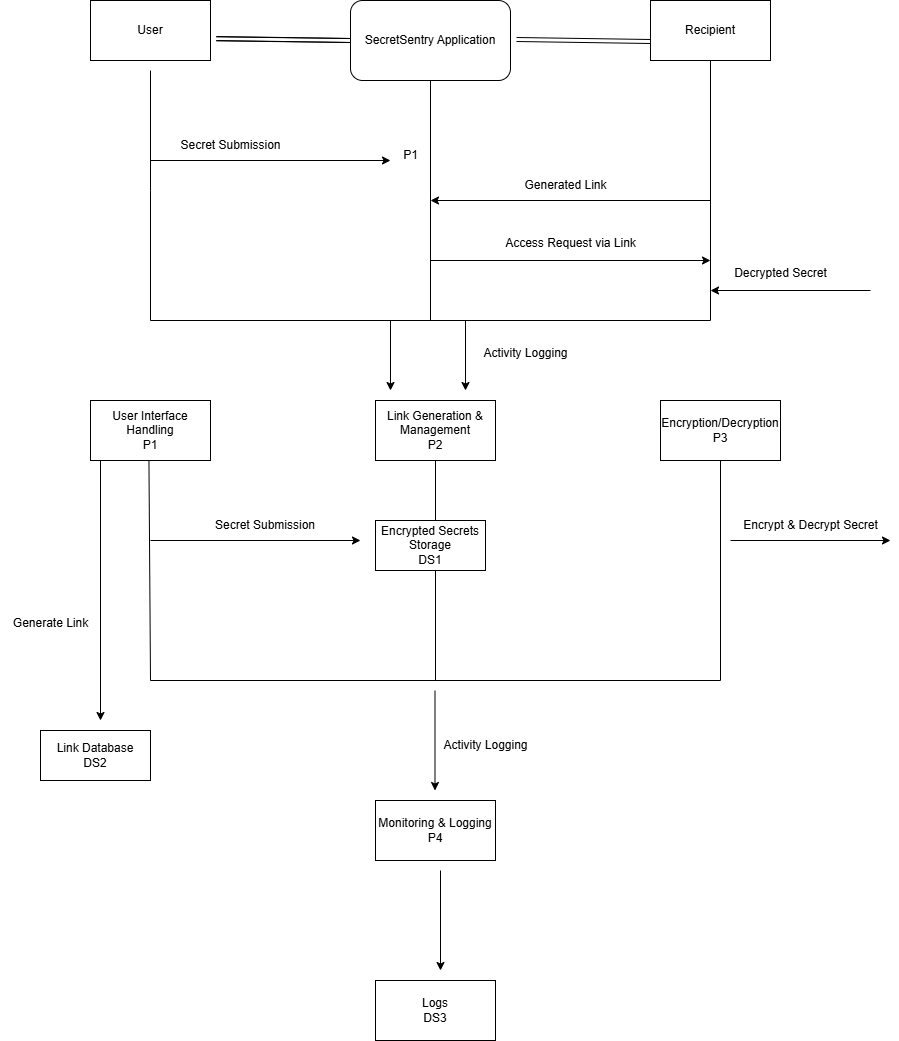 User
SecretSentry Application
Recipient
Secret Submission
P1
Generated Link
Access Request via Link
Decrypted Secret
Activity Logging
User Interface
Handling
P1
Link Generation &
Management
P2
Encryption/Decryption
P3
Secret Submission
Encrypted Secrets
Storage
DS1
Encrypt & Decrypt Secret
Generate Link
Link Database
DS2
Activity Logging
Monitoring & Logging
P4
Logs
DS3